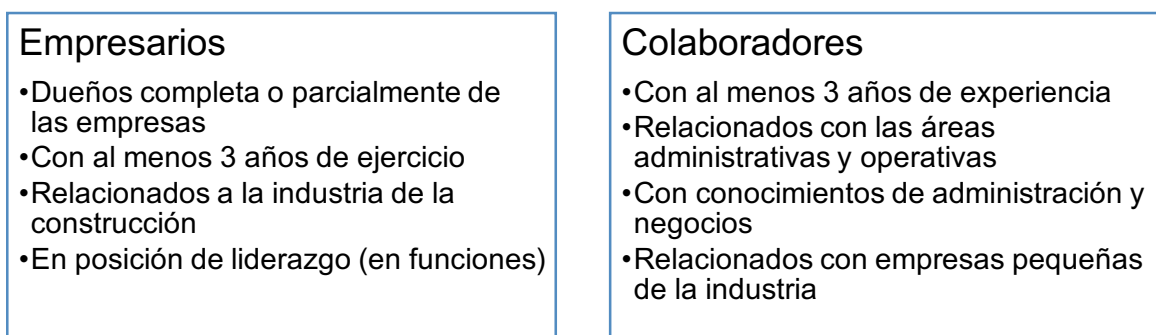 Empresarios
•Dueños completa o parcialmente de
las empresas
•Con al menos 3 años de ejercicio
•Relacionados a la industria de la
construcción
•En posición de liderazgo (en funciones)
Colaboradores
•Con al menos 3 años de experiencia
•Relacionados con las áreas
administrativas y operativas
•Con conocimientos de administración y
negocios
•Relacionados con empresas pequeñas
de la industria